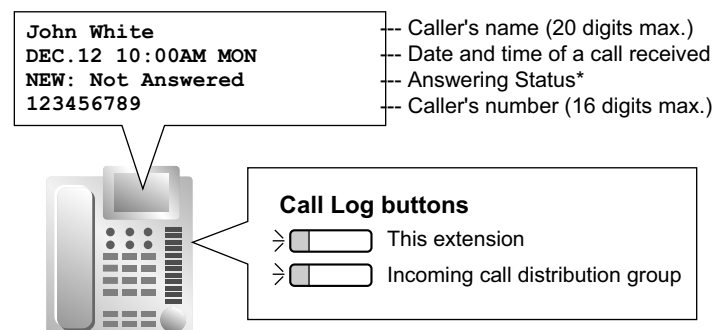 John White --- Caller's name (20 digits max.)
DEC.12 10:00AM MON --- Date and time of a call received
NEW: Not Answered --- Answering Status*
123456789 --- Caller's number (16 digits max.)
Call Log buttons
This extension
Incoming call distribution group